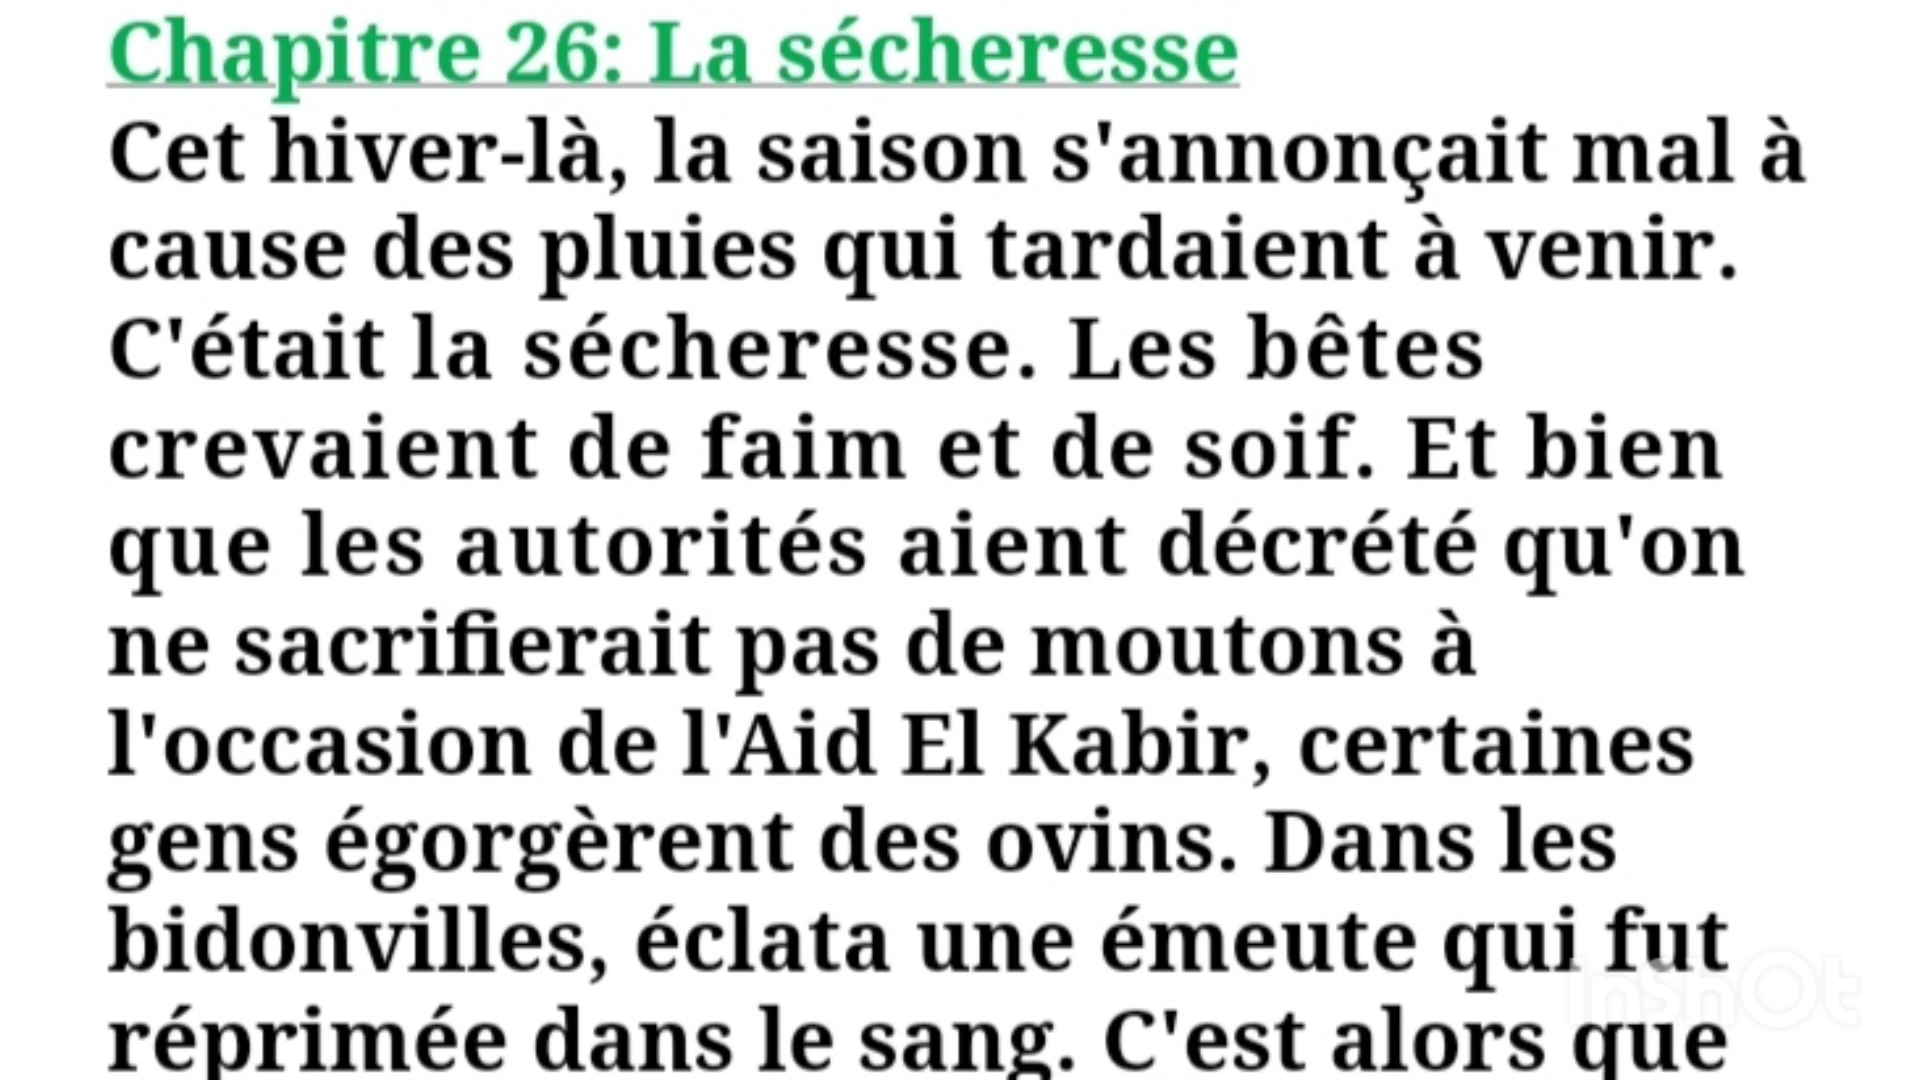 Chapitre 26: La sécheresse
Cet hiver-là, la saison s'annonçait mal à
cause des pluies qui tardaient à venir.
C'était la sécheresse. Les bêtes
crevaient de faim et de soif. Et bien
que les autorités aient décrété qu'on
ne sacrifierait pas de moutons à
l'occasion de l'Aid El Kabir, certaines
gens égorgèrent des ovins. Dans les
bidonvilles, éclata une émeute qui fut
réprimée dans le sang. C'est alors que
InShOt